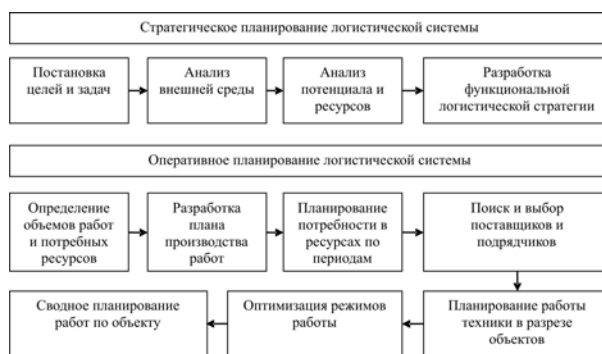 Стратегическое планирование логистической системы
Постановка
целей и задач
Анализ
внешней среды
Анализ
потенциала и
ресурсов
Разработка
функциональной
логистической стратегии
Оперативное планирование логистической системы
Определение
объемов работ
и потребных
ресурсов
Разработка
плана
производства
работ
Планирование
потребности в
ресурсах по
периодам
Поиск и выбор
поставщиков и
подрядчиков
Планирование работы
техники в разрезе
объектов
Оптимизация режимов
работы
Сводное планирование
работ по объекту